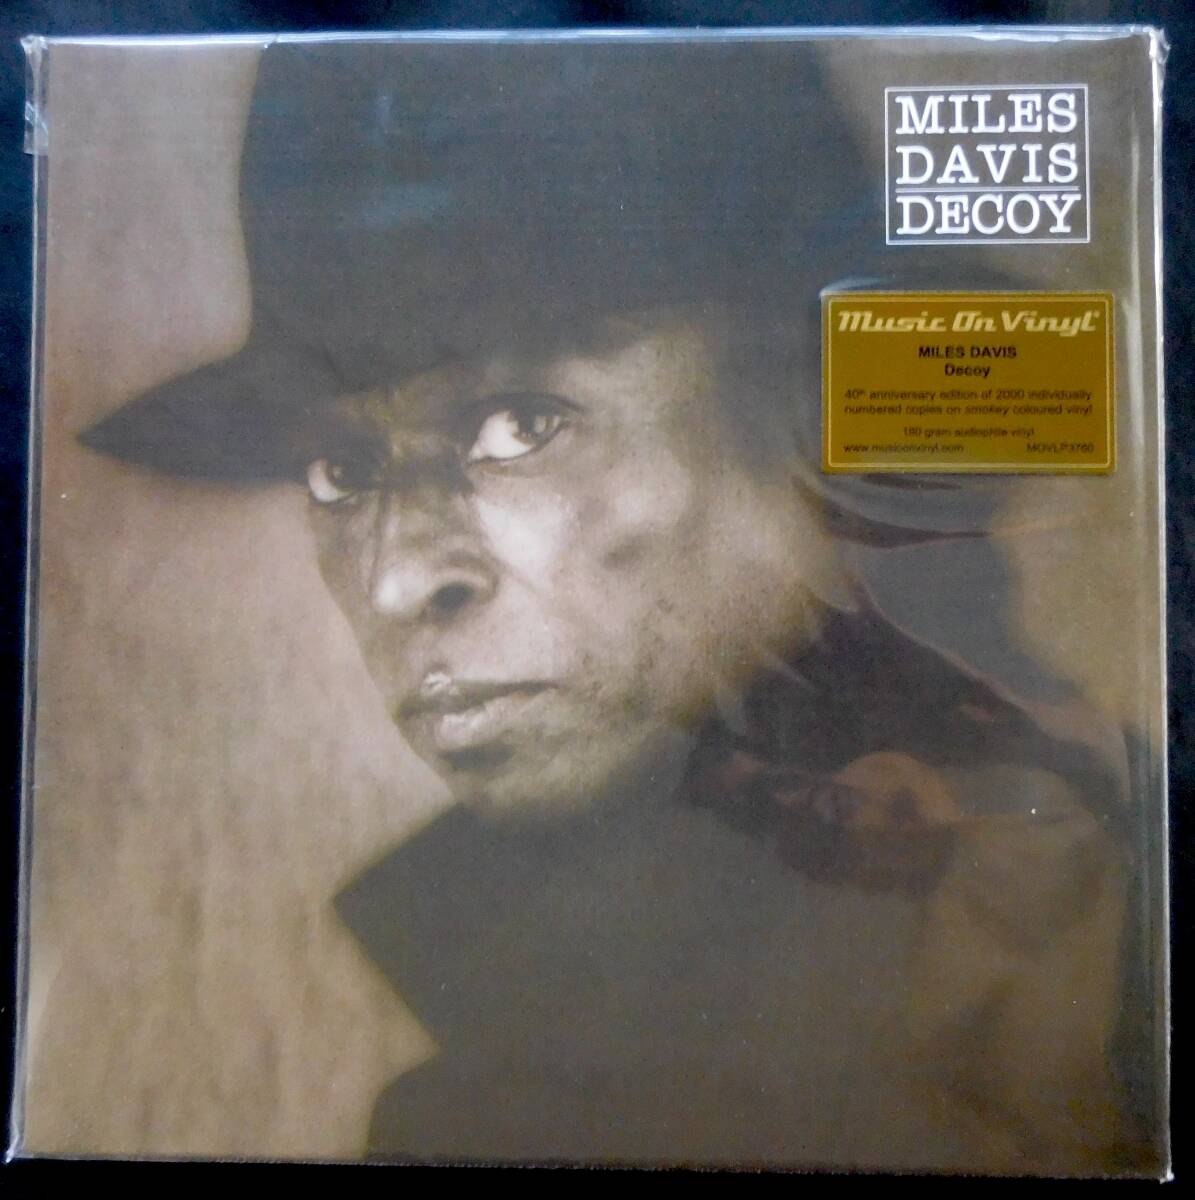 MILES
DAVIS
DECOY
Music On Vinyl
MILES DAVIS
Decoy
40th anniversary edition of 2000 individually
numbered copies on smokey coloured vinyl
180 gram audiophile vinyl
www.musiconvinyl.com MOVLP3760